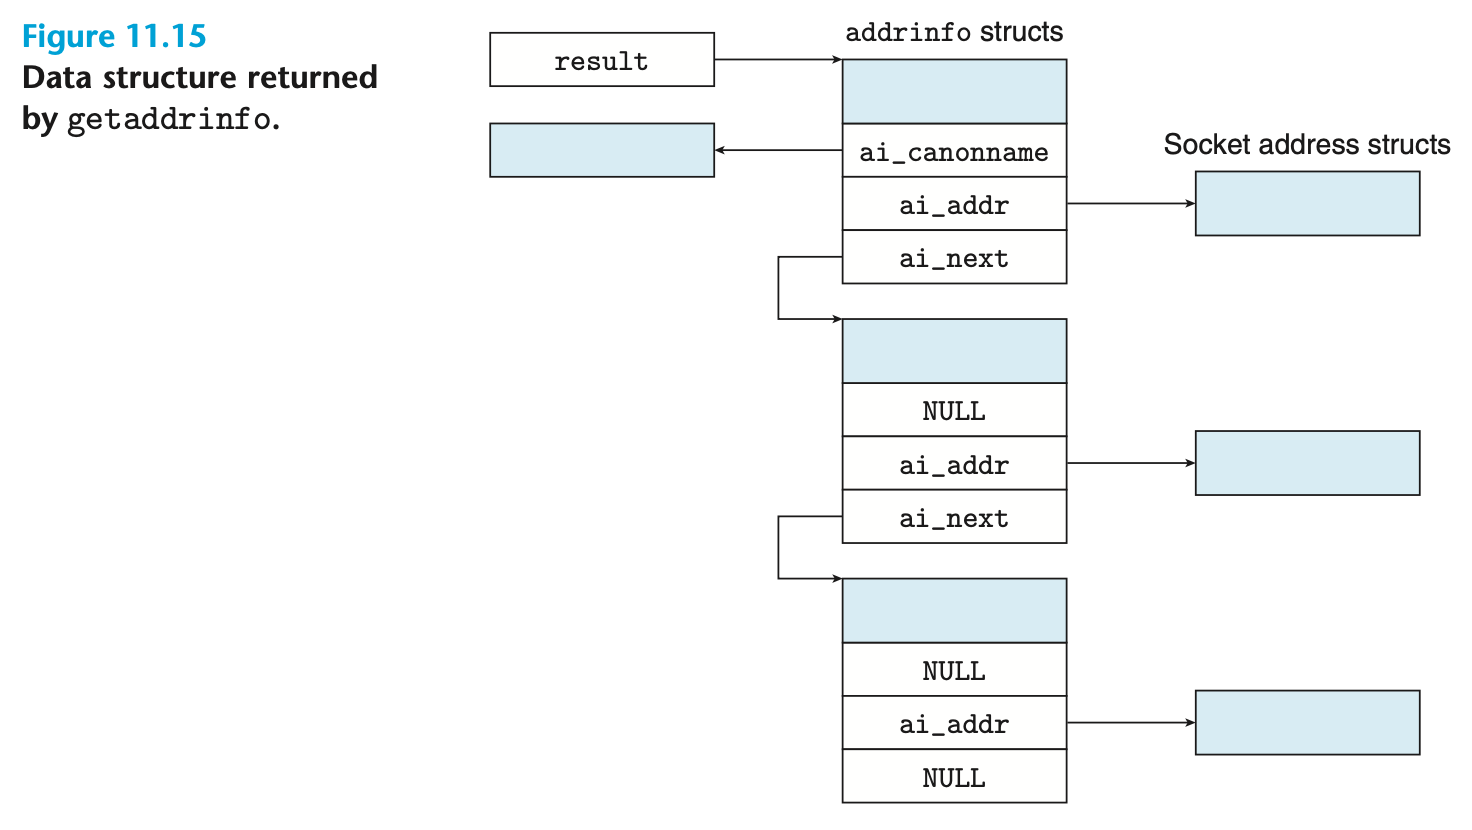 Figure 11.15
Data structure returned
by getaddrinfo.
result
addrinfo structs
ai_canonname
ai_addr
ai_next
Socket address structs
NULL
ai_addr
ai_next
NULL
ai_addr
NULL